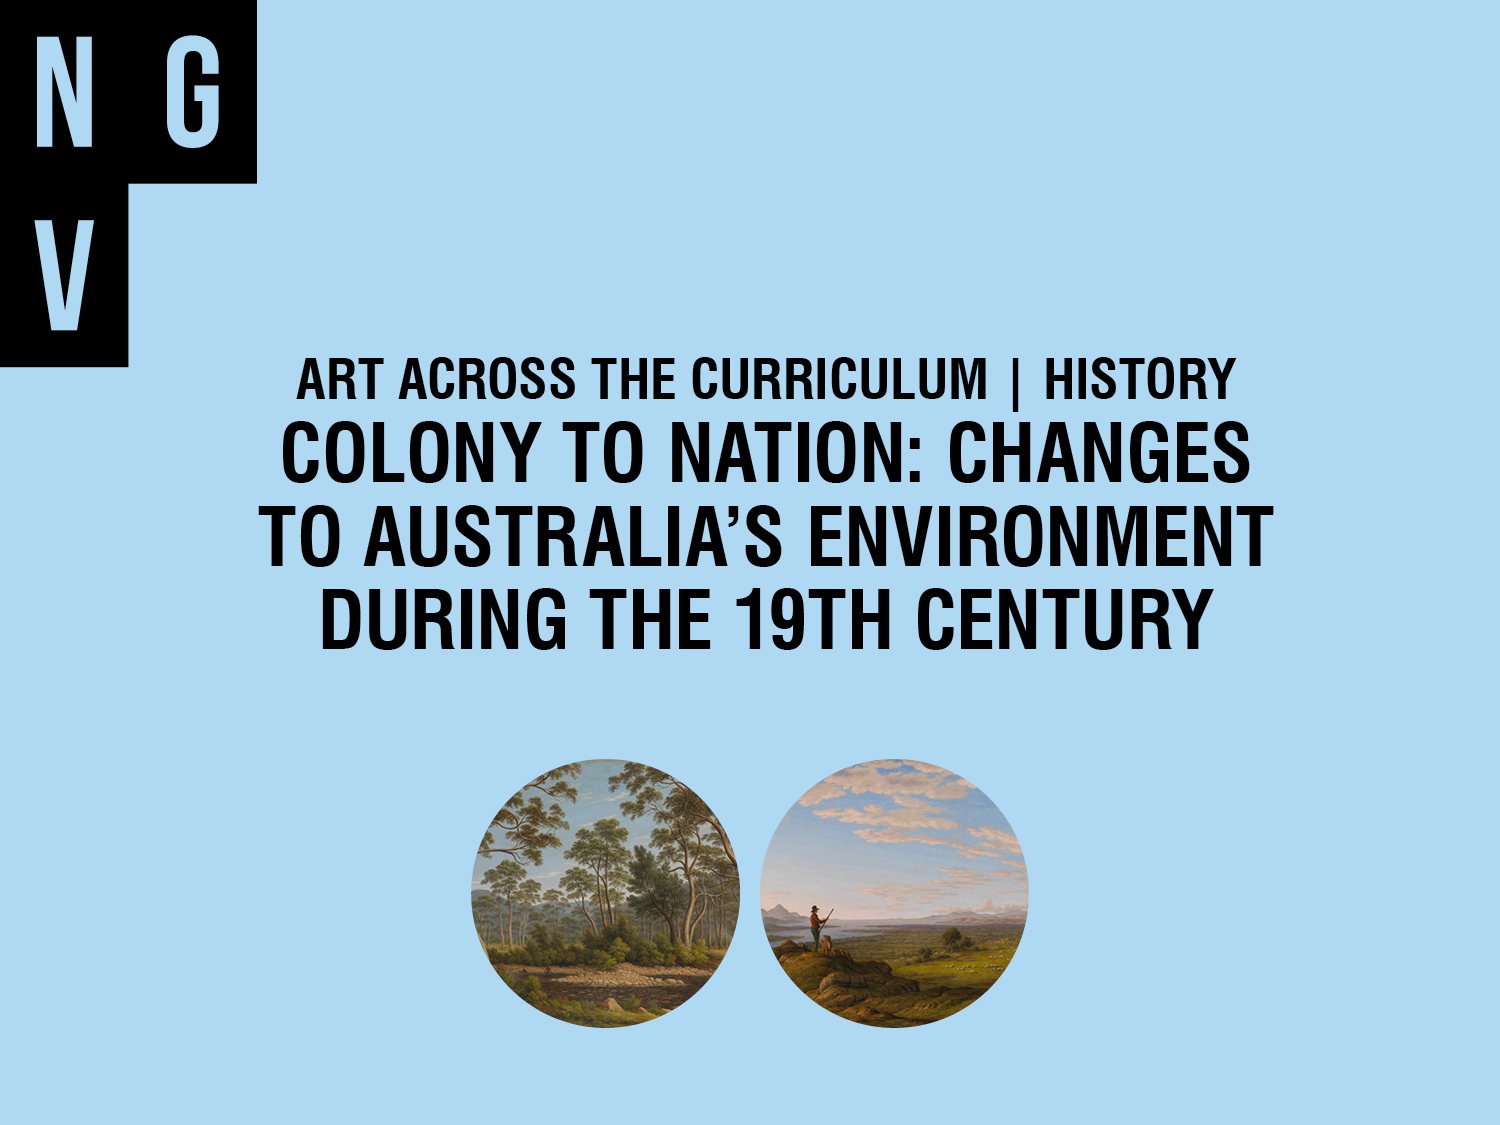 N G
V
ART ACROSS THE CURRICULUM | HISTORY
COLONY TO NATION: CHANGES
TO AUSTRALIA’S ENVIRONMENT
DURING THE 19TH CENTURY